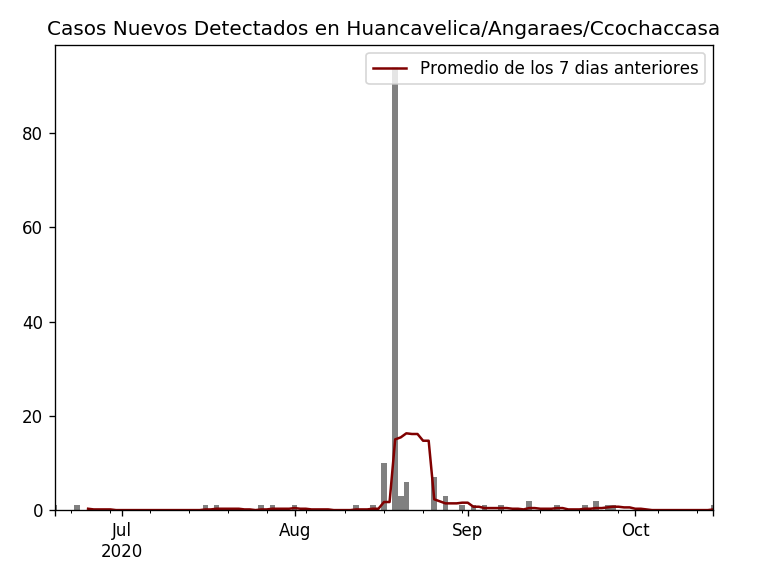 Casos Nuevos Detectados en Huancavelica/Angaraes/Ccochaccasa
Promedio de los 7 dias anteriores
80
60
40
20
0
Jul
2020
Aug
Sep
Oct